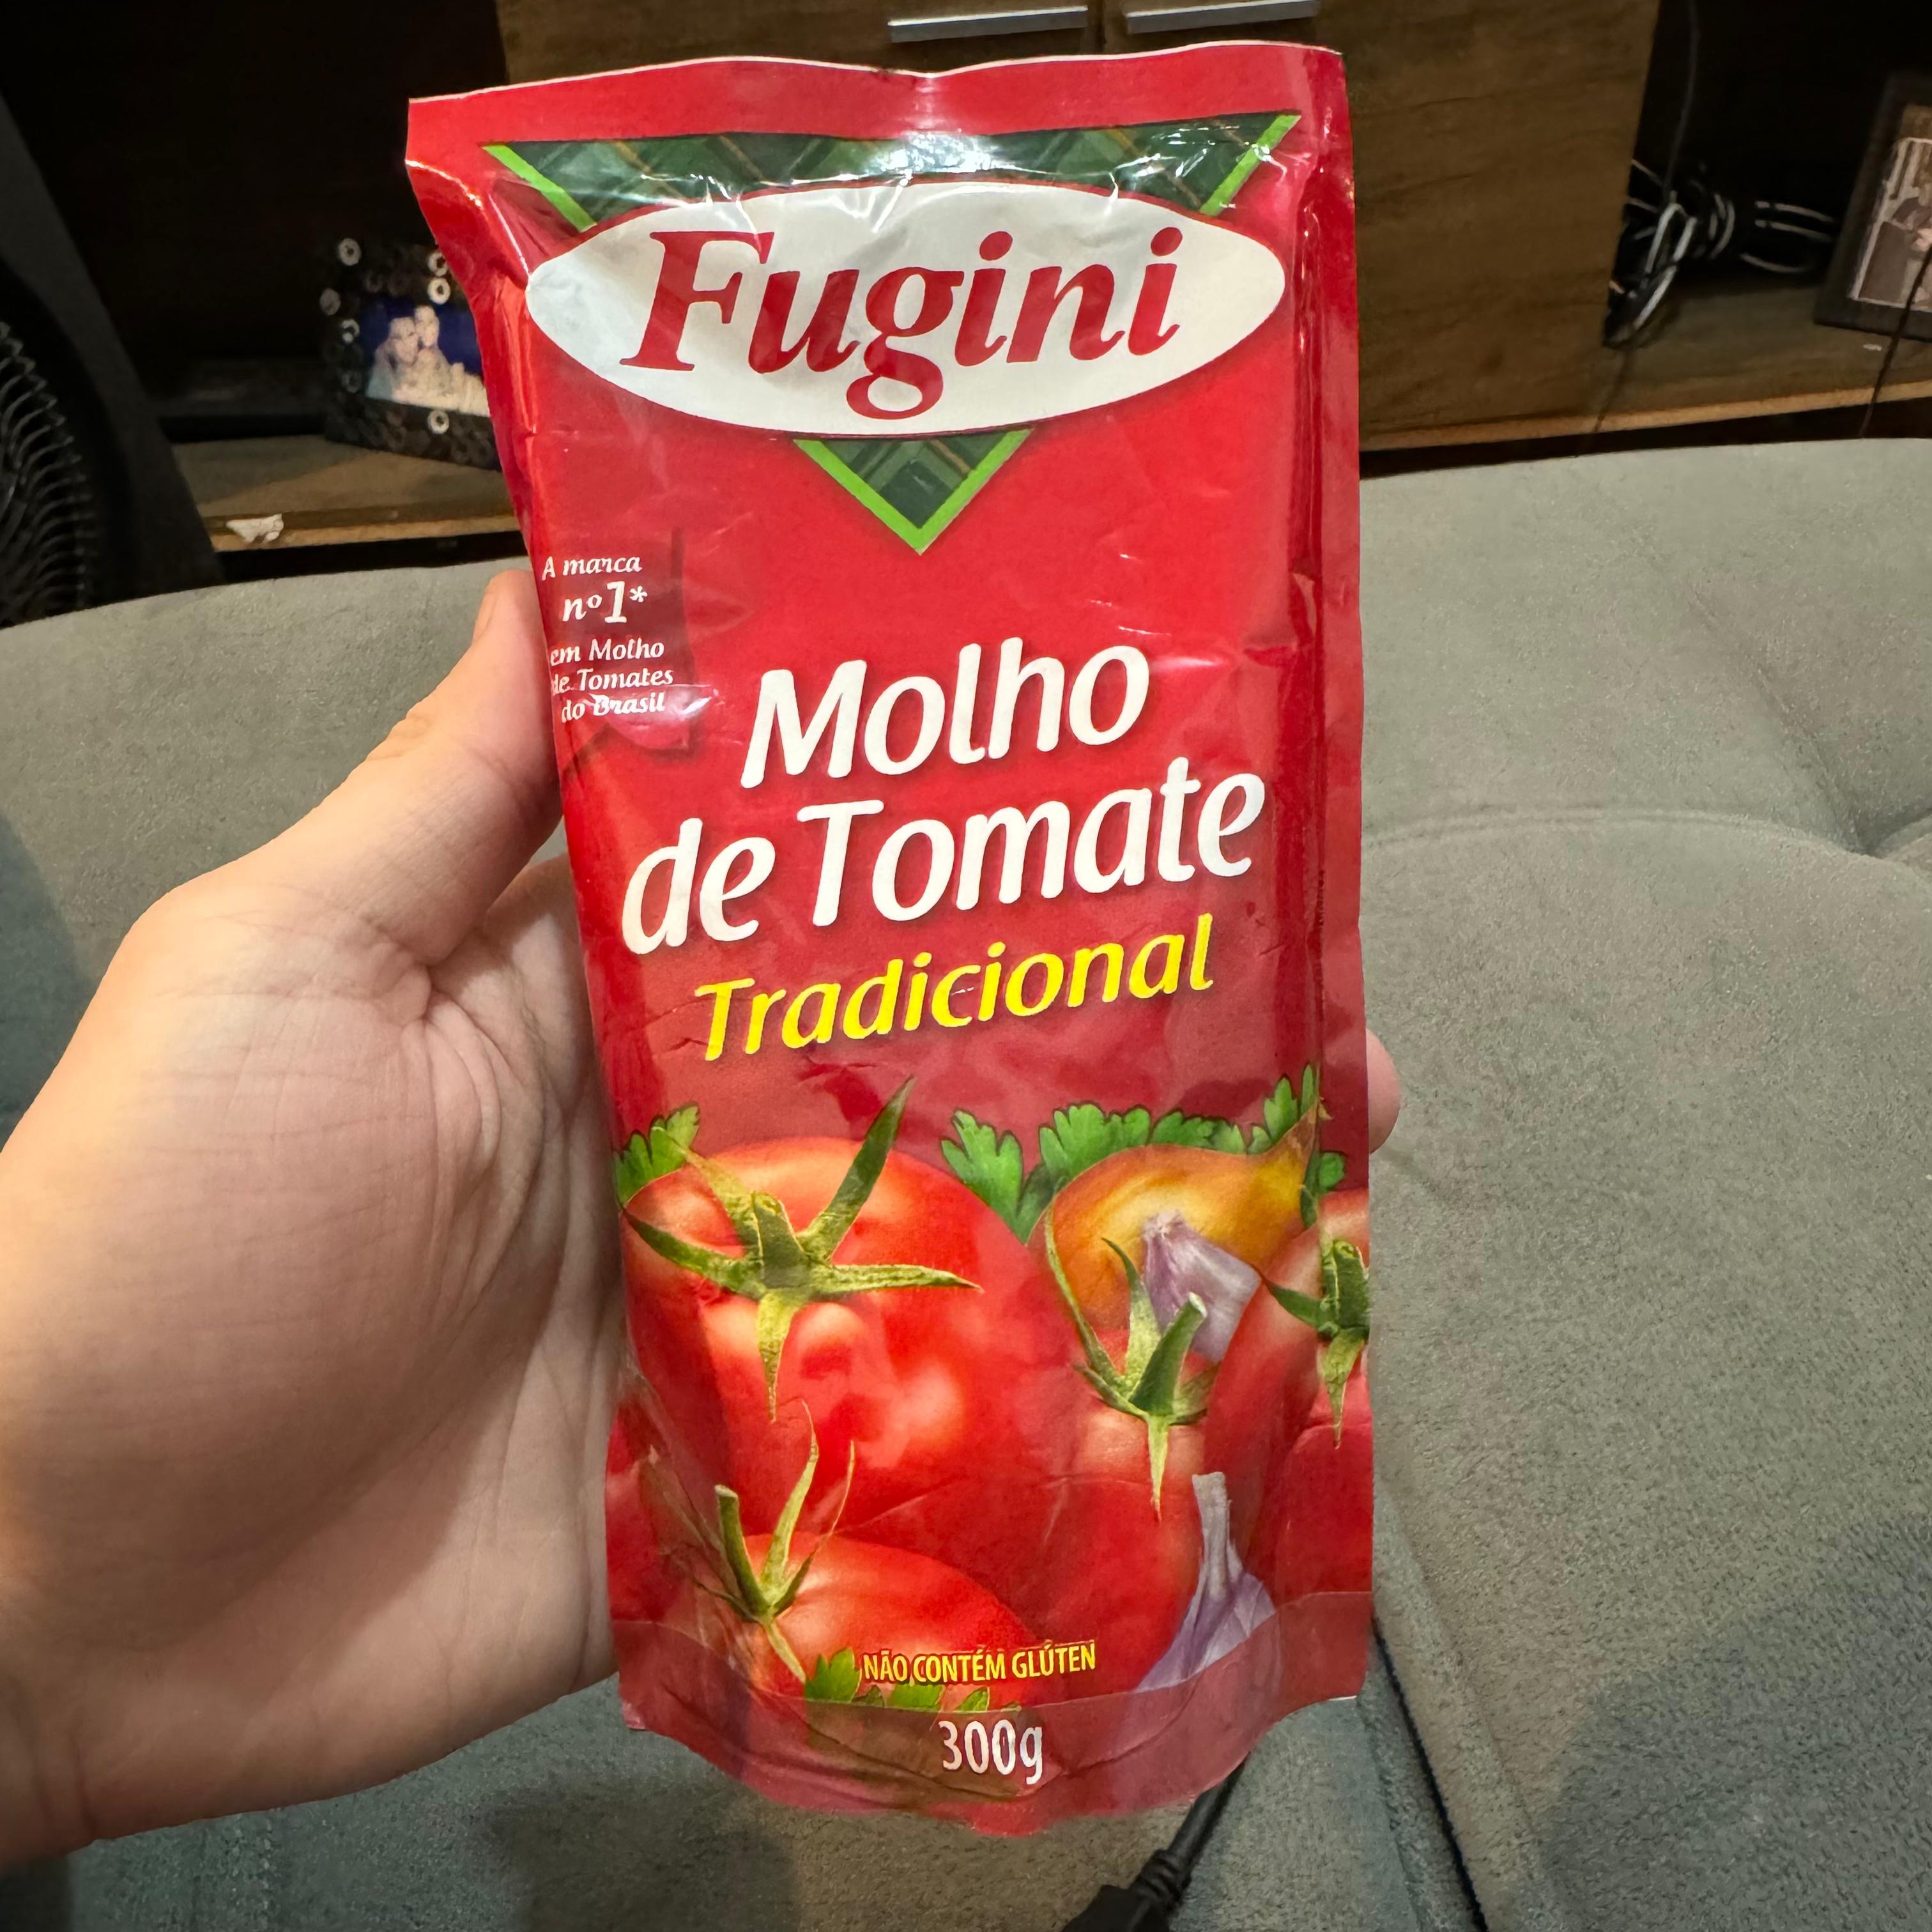 Fugini
A marca
nº1*
em Molho
de Tomates
do Brasil
Molho
de Tomate
Tradicional
NÃO CONTÉM GLÚTEN
300g